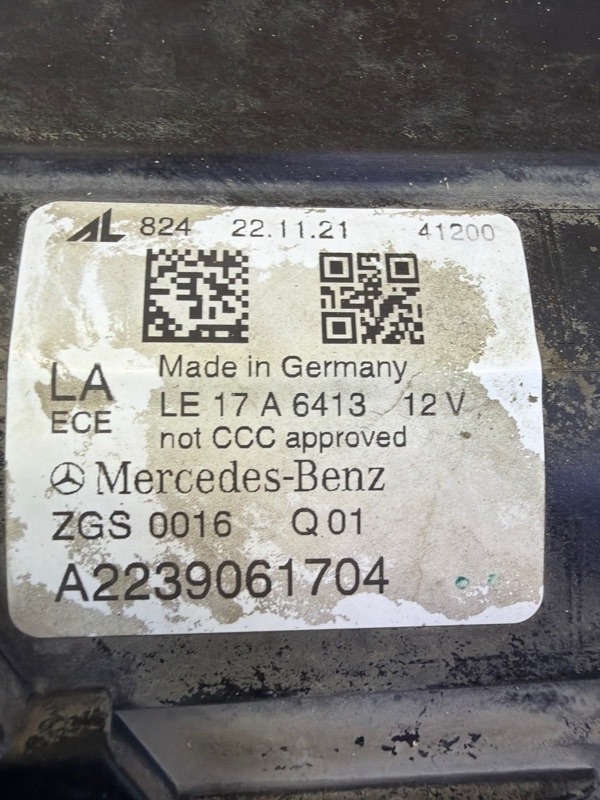 AL 824 22.11.21 41200
LA
ECE
Made in Germany
LE 17 A 6413 12 V
not CCC approved
Mercedes-Benz
ZGS 0016 Q 01
A2239061704